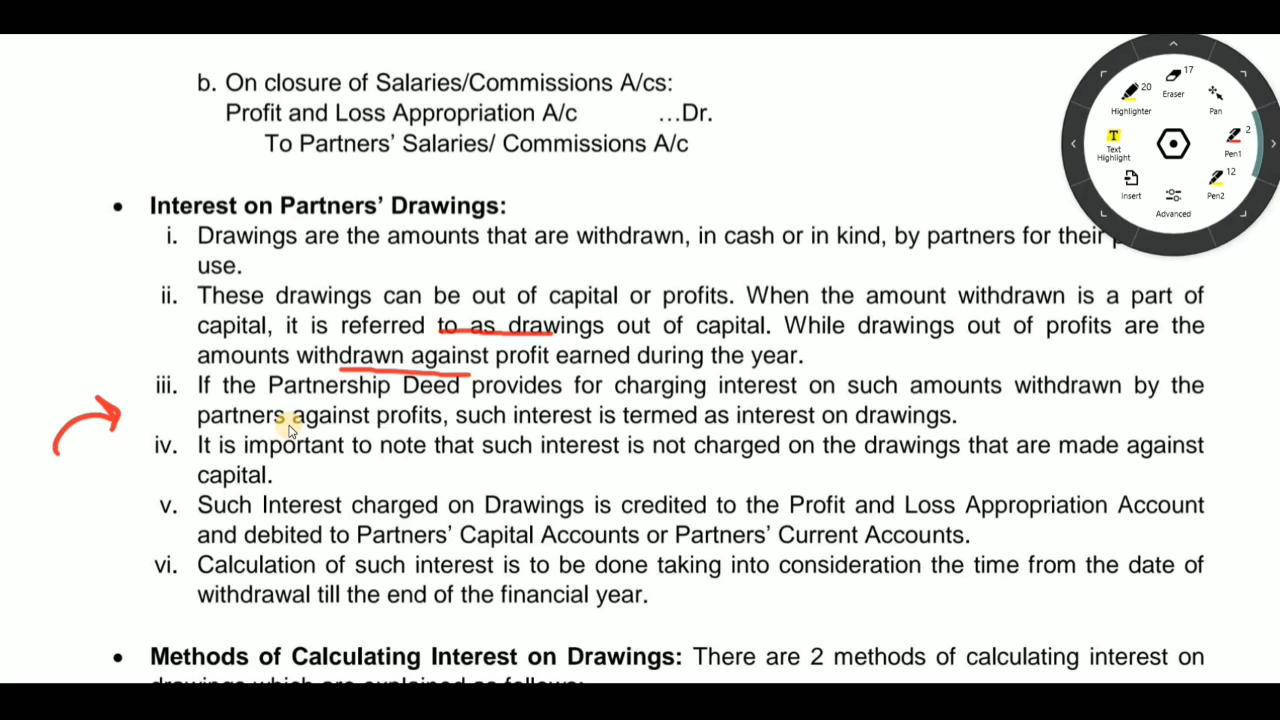 b. On closure of Salaries/Commissions A/cs:
Profit and Loss Appropriation A/c ...Dr.
To Partners' Salaries/ Commissions A/c
• Interest on Partners' Drawings:
i. Drawings are the amounts that are withdrawn, in cash or in kind, by partners for their
use.
ii. These drawings can be out of capital or profits. When the amount withdrawn is a part of
capital, it is referred to as drawings out of capital. While drawings out of profits are the
amounts withdrawn against profit earned during the year.
iii. If the Partnership Deed provides for charging interest on such amounts withdrawn by the
partners against profits, such interest is termed as interest on drawings.
iv. It is important to note that such interest is not charged on the drawings that are made against
capital.
v. Such Interest charged on Drawings is credited to the Profit and Loss Appropriation Account
and debited to Partners' Capital Accounts or Partners' Current Accounts.
vi. Calculation of such interest is to be done taking into consideration the time from the date of
withdrawal till the end of the financial year.
• Methods of Calculating Interest on Drawings: There are 2 methods of calculating interest on
drawings which are explained as follows:
17
Eraser
20
Highlighter
Pan
T
Text
Highlight
2
Pen1
Insert
12
Pen2
Advanced